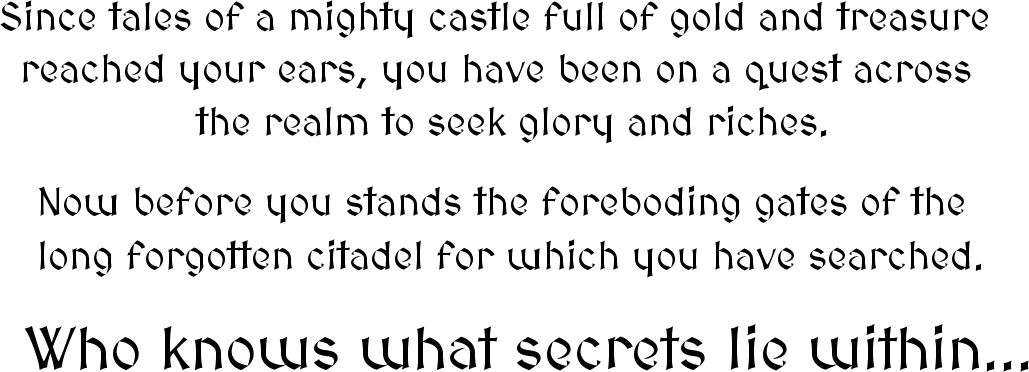 Since tales of a mighty castle full of gold and treasure
reached your ears, you have been on a quest across
the realm to seek glory and riches.
Now before you stands the foreboding gates of the
long forgotten citadel for which you have searched.
Who knows what secrets lie within...